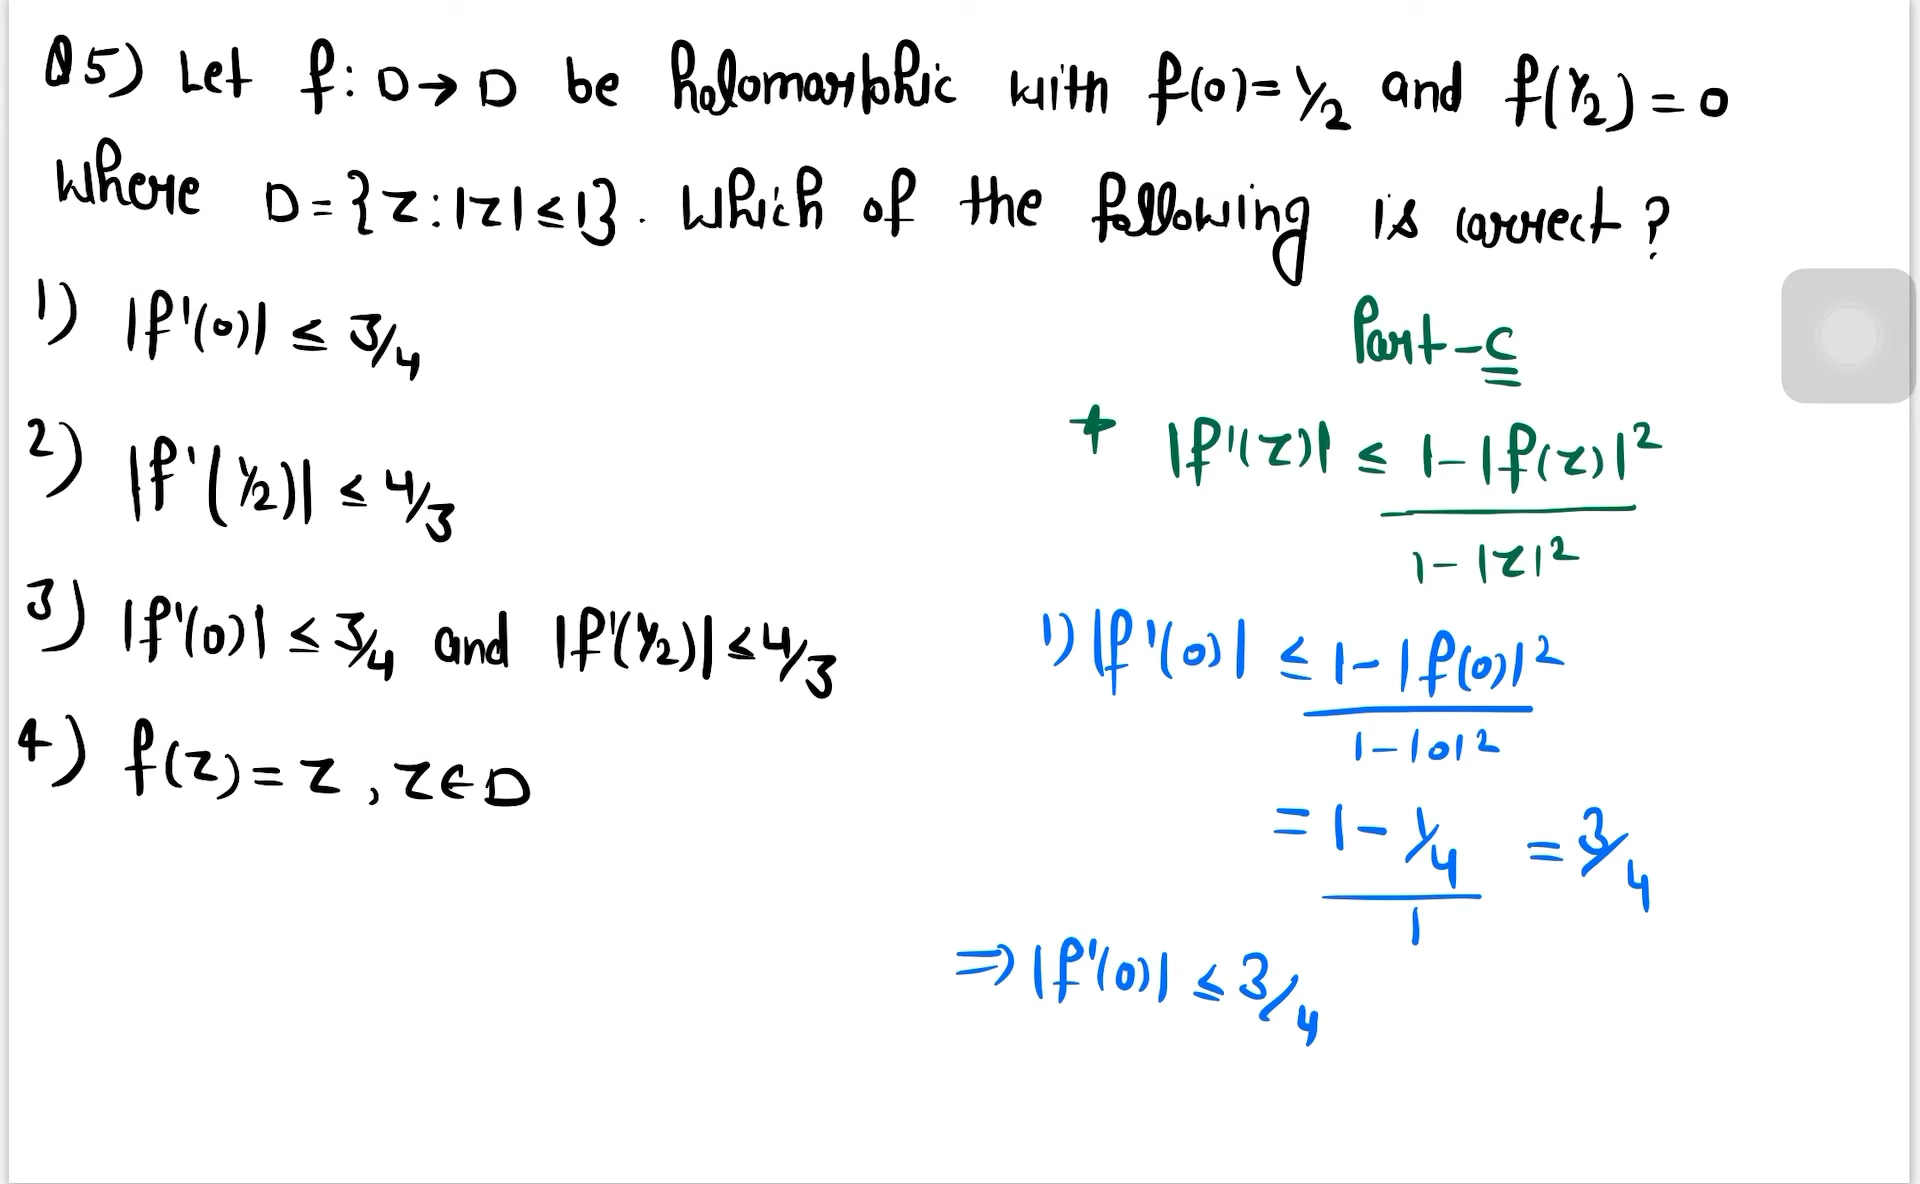 Q5) Let f: D→D be holomorphic with f(0)=1/2 and f(1/2)=0
where D={z:|z|≤1}. Which of the following is correct?
1) |f'(0)| ≤ 3/4
2) |f'(1/2)| ≤ 4/3
3) |f'(0)| ≤ 3/4 and |f'(1/2)| ≤ 4/3
4) f(z)=z, z∈D
Part-C
* |f'(z)| ≤ 1-|f(z)|²
1-|z|²
1) |f'(0)| ≤ 1-|f(0)|²
1-|0|²
= 1-1/4 = 3/4
1
⇒ |f'(0)| ≤ 3/4